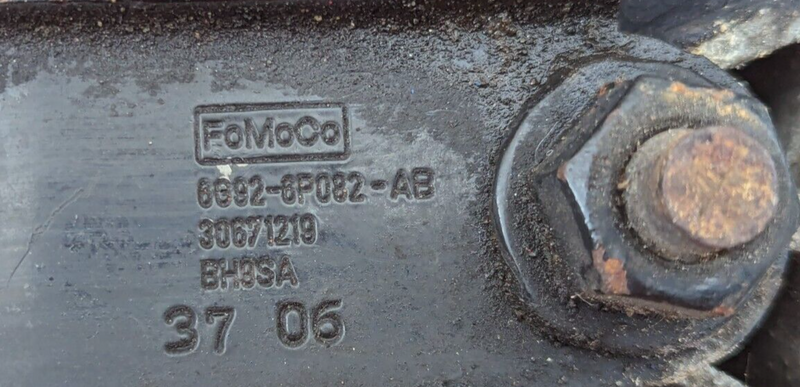 FoMoCo
6G92-6P082-AB
30671219
BH9SA
37 06